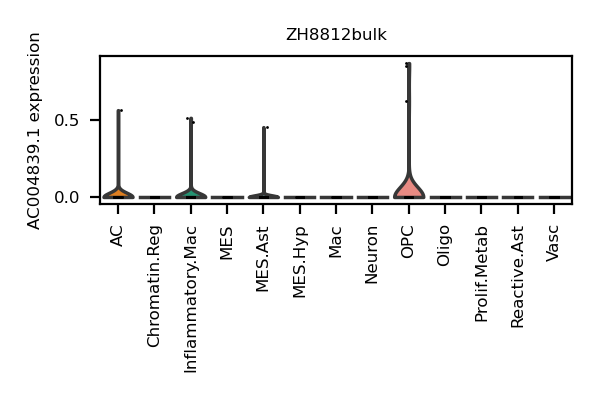 ZH8812bulk
AC004839.1 expression
0.5
0.0
AC
Chromatin.Reg
Inflammatory.Mac
MES
MES.Ast
MES.Hyp
Mac
Neuron
OPC
Oligo
Prolif.Metab
Reactive.Ast
Vasc